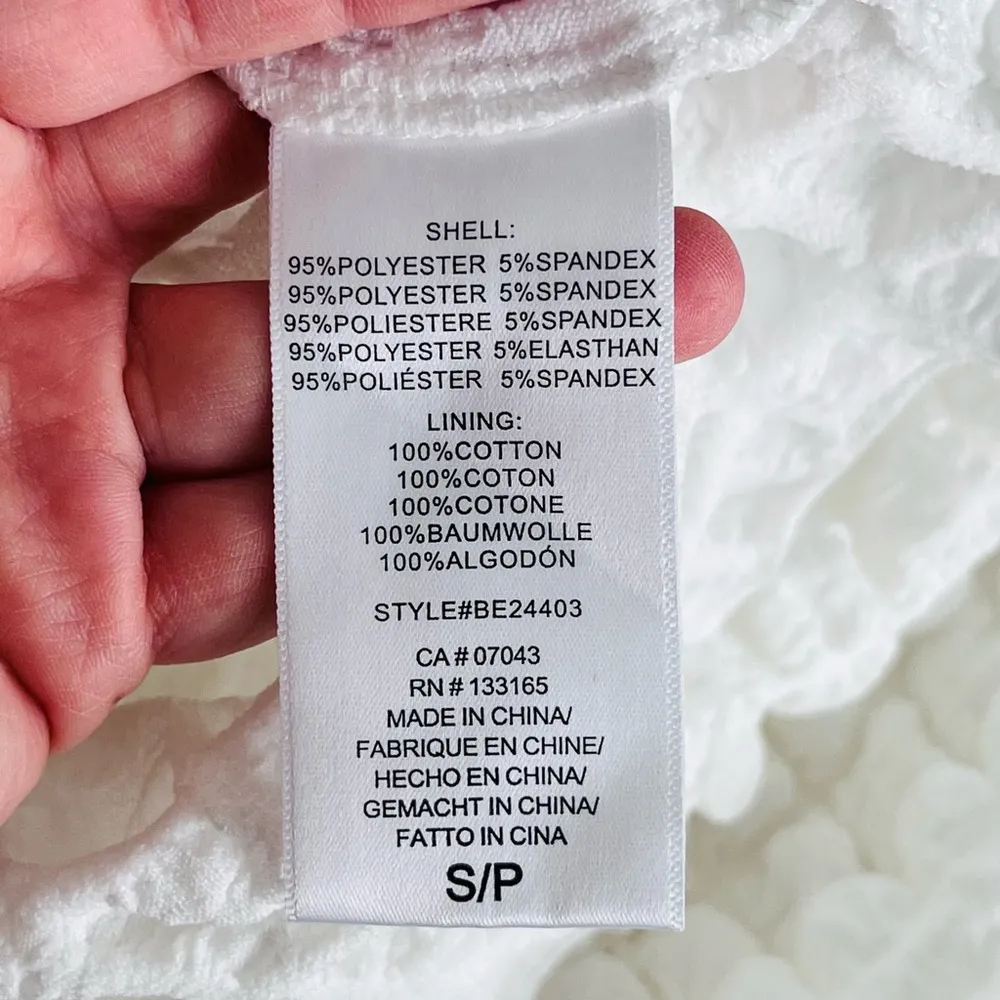 SHELL:
95%POLYESTER 5%SPANDEX
95%POLYESTER 5%SPANDEX
95%POLIESTERE 5%SPANDEX
95%POLYESTER 5%ELASTHAN
95%POLIÉSTER 5%SPANDEX
LINING:
100%COTTON
100%COTON
100%COTONE
100%BAUMWOLLE
100%ALGODÓN
STYLE#BE24403
CA # 07043
RN # 133165
MADE IN CHINA/
FABRIQUE EN CHINE/
HECHO EN CHINA/
GEMACHT IN CHINA/
FATTO IN CINA
S/P